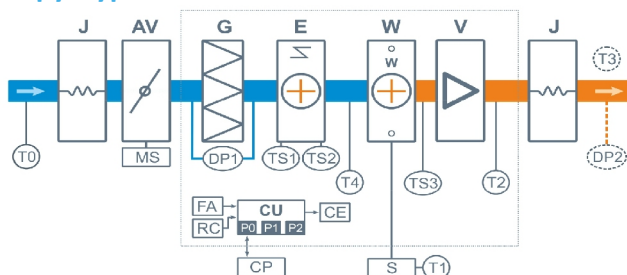 J AV G E W V J
W
T3
T0
MS
DP1
TS1 TS2
T4
TS3
T2
DP2
FA
RC
CU
P0 P1 P2
CE
CP
S
T1